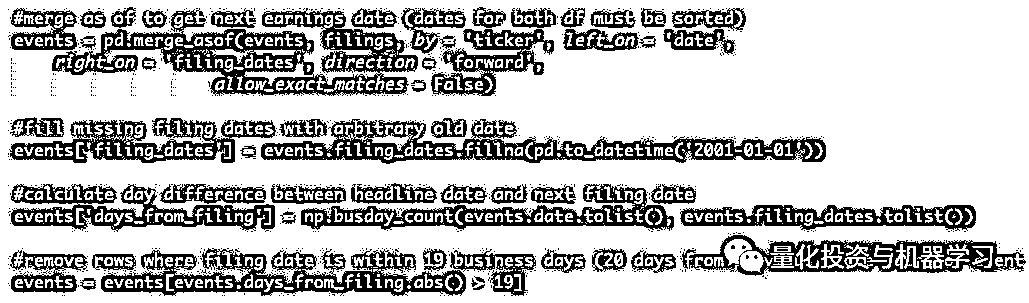 #merge as of to get next earnings date (dates for both df must be sorted)
events = pd.merge_asof(events, filings, by = 'ticker', left_on = 'date',
right_on = 'filing_dates', direction = 'forward',
allow_exact_matches = False)
#fill missing filing dates with arbitrary old date
events['filing_dates'] = events.filing_dates.fillna(pd.to_datetime('2001-01-01'))
#calculate day difference between headline date and next filing date
events['days_from_filing'] = np.busday_count(events.date.tolist(), events.filing_dates.tolist())
#remove rows where filing date is within 19 business days (20 days from
量化投资与机器学习
events = events[events.days_from_filing.abs() > 19]